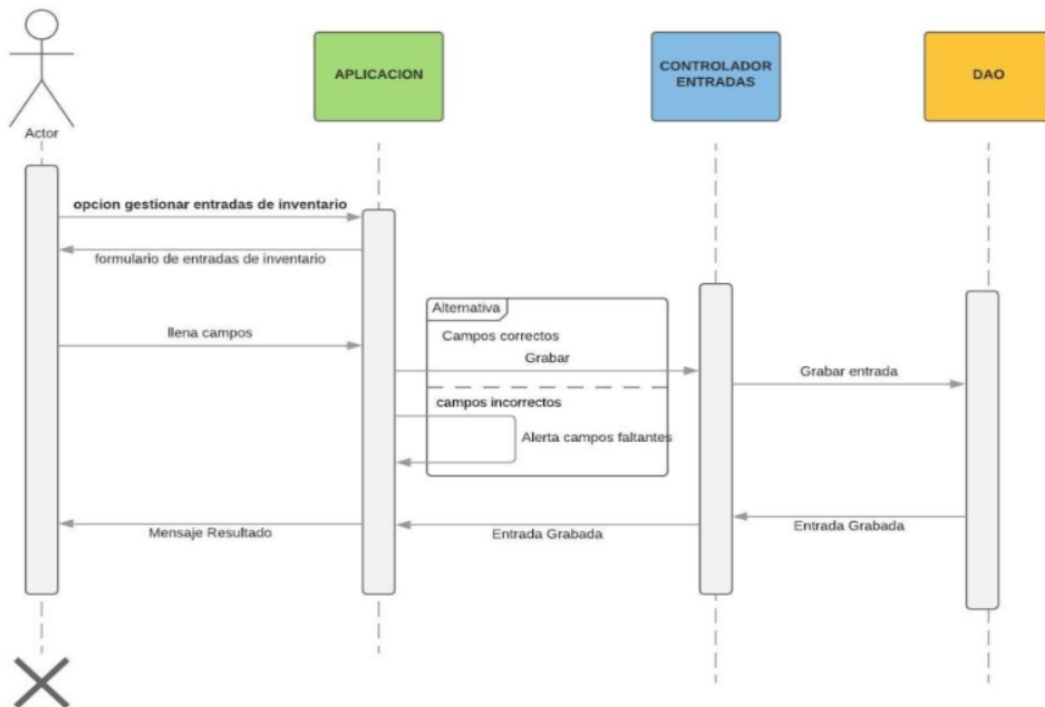 APLICACION
CONTROLADOR
ENTRADAS
DAO
Actor
opcion gestionar entradas de inventario
formulario de entradas de inventario
Alternativa
llena campos
Campos correctos
Grabar
Grabar entrada
campos incorrectos
Alerta campos faltantes
Mensaje Resultado
Entrada Grabada
Entrada Grabada